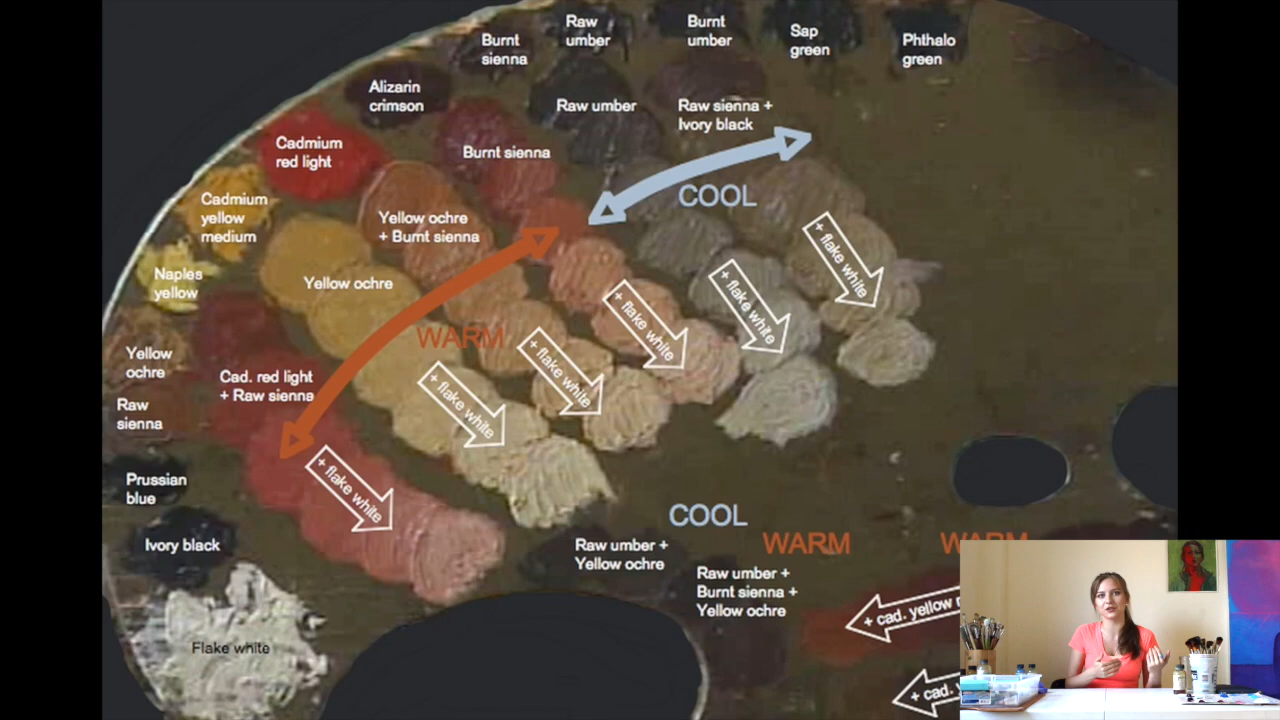 Raw
umber
Burnt
umber
Sap
green
Phthalo
green
Burnt
sienna
Alizarin
crimson
Raw umber
Raw sienna +
Ivory black
Cadmium
red light
Burnt sienna
COOL
Cadmium
yellow
medium
Yellow ochre
+ Burnt sienna
+ flake white
Naples
yellow
Yellow ochre
+ flake white
+ flake white
WARM
+ flake white
Yellow
ochre
Cad. red light
+ Raw sienna
+ flake white
Raw
sienna
+ flake white
Prussian
blue
COOL
Ivory black
Raw umber +
Yellow ochre
WARM
WARM
Raw umber +
Burnt sienna +
Yellow ochre
+ cad. yellow
Flake white
+ cad.